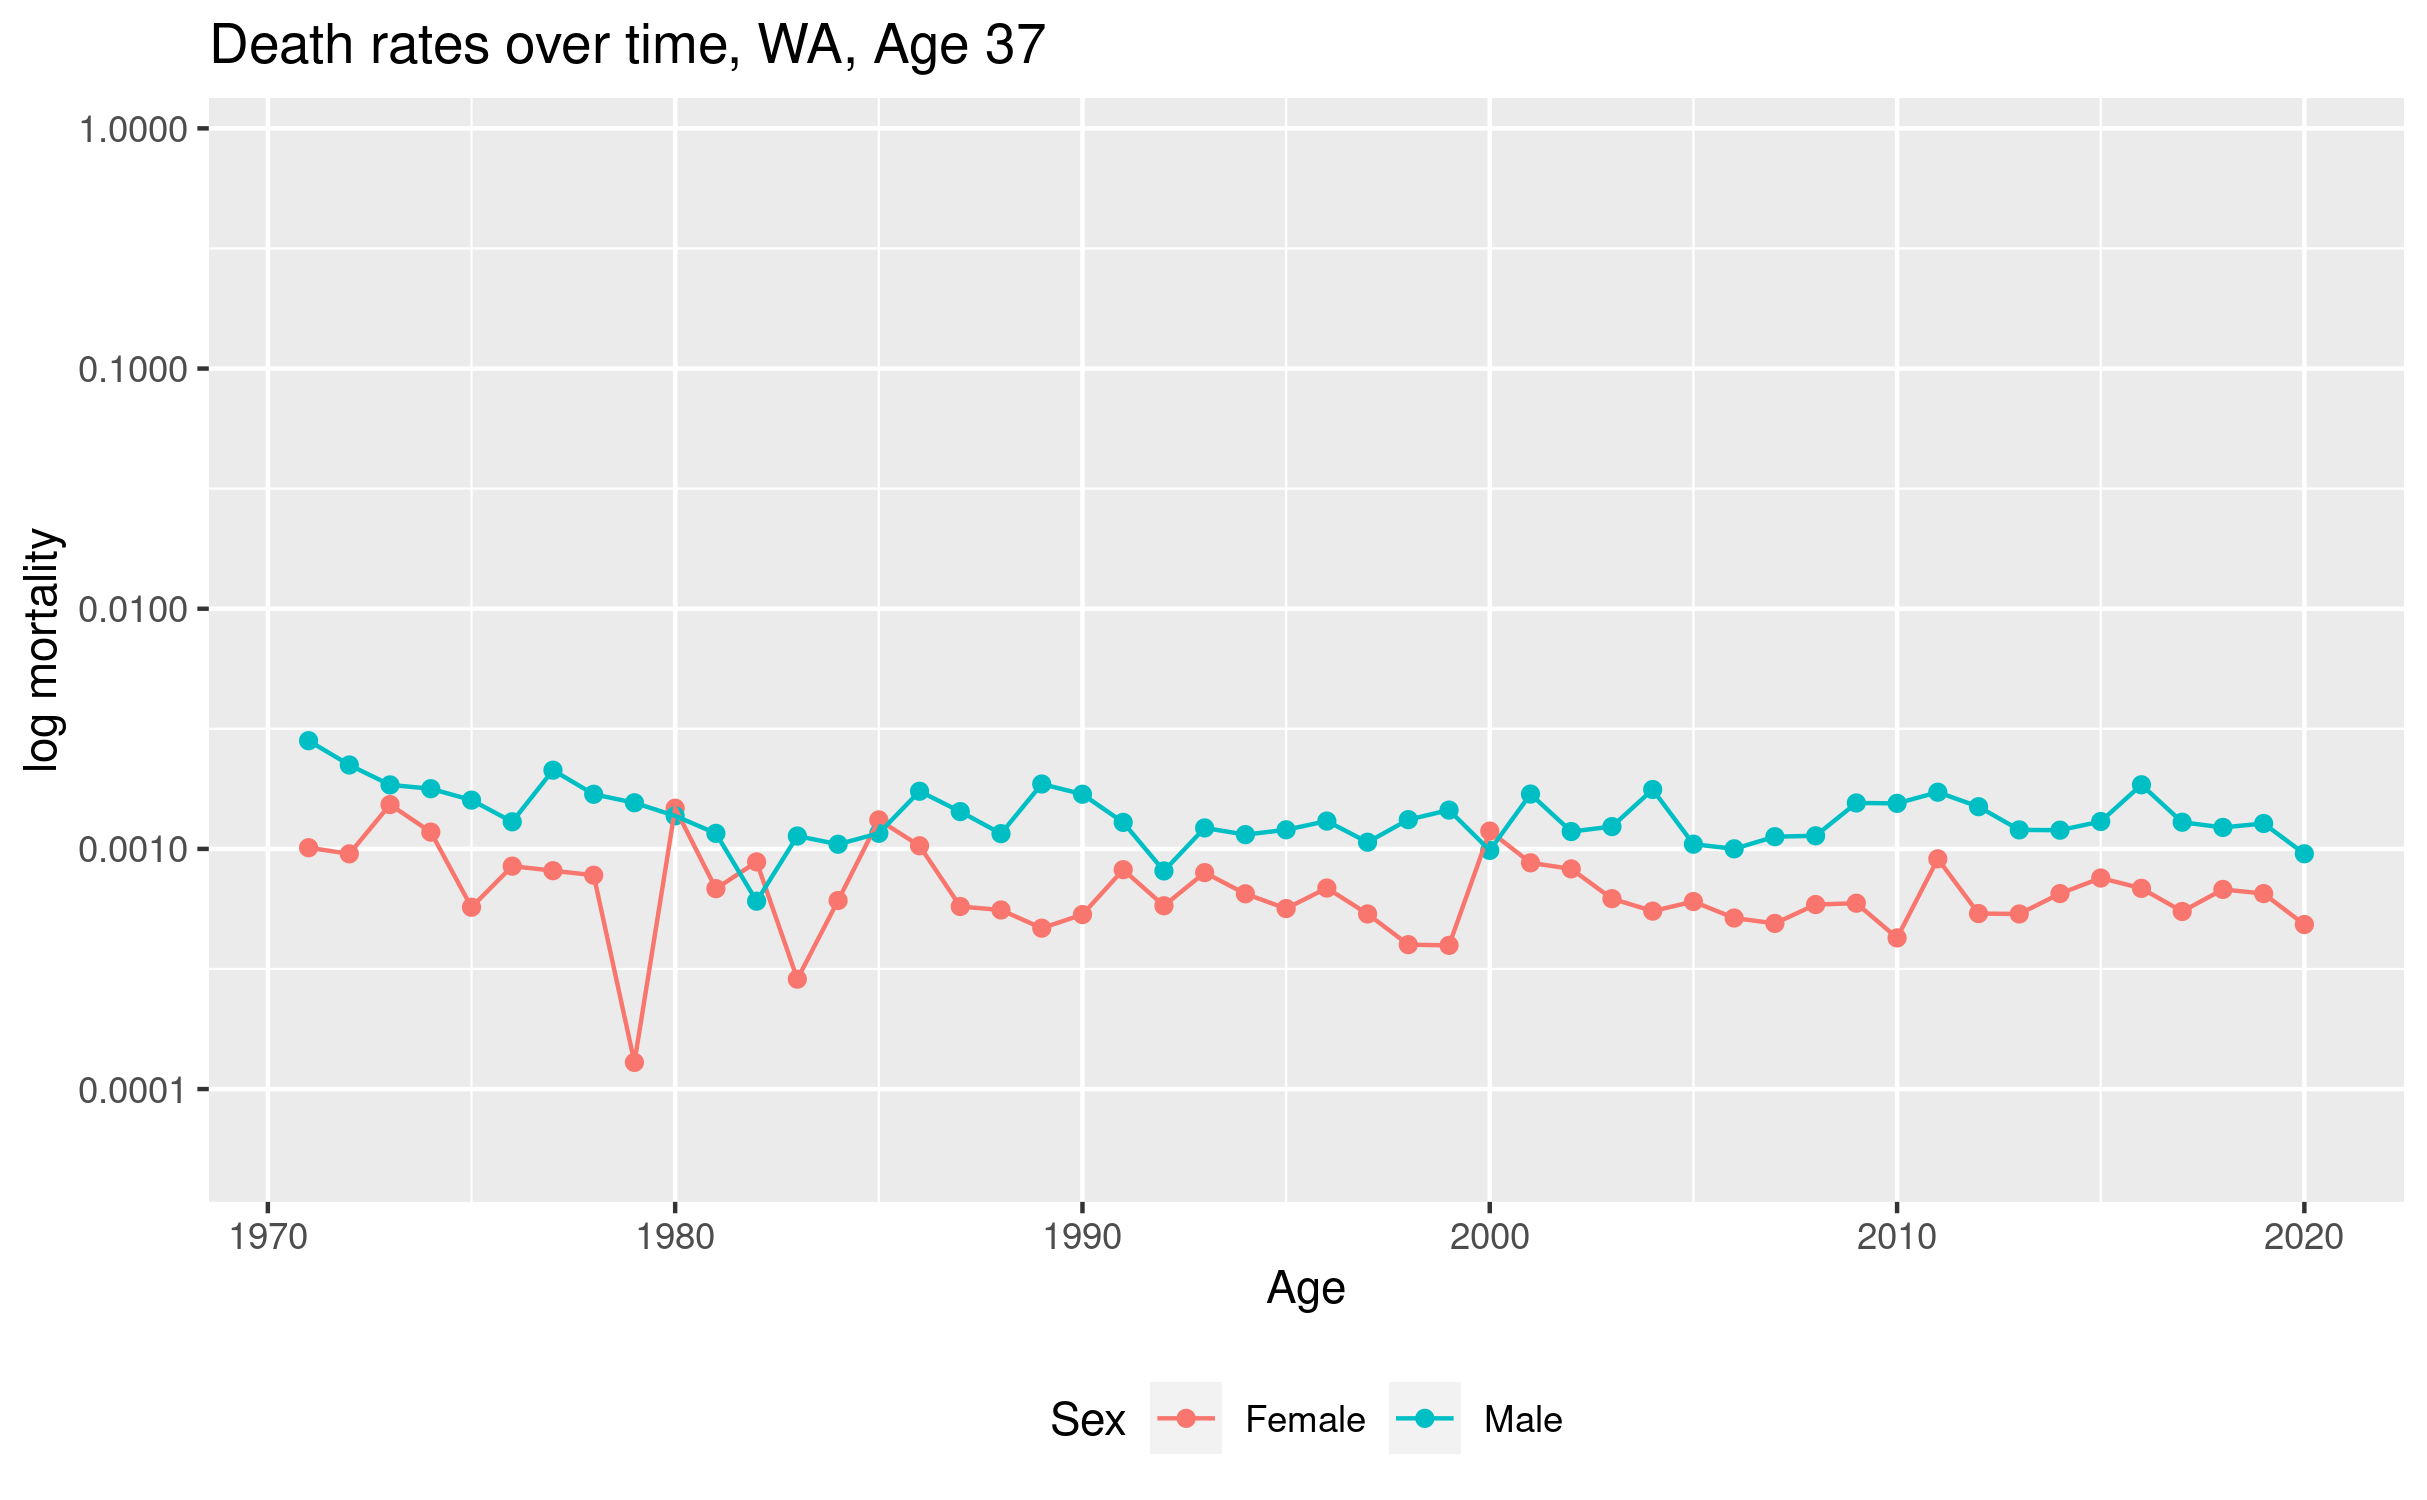 Death rates over time, WA, Age 37
log mortality
1.0000
0.1000
0.0100
0.0010
0.0001
1970 1980 1990 2000 2010 2020
Age
Sex Female Male